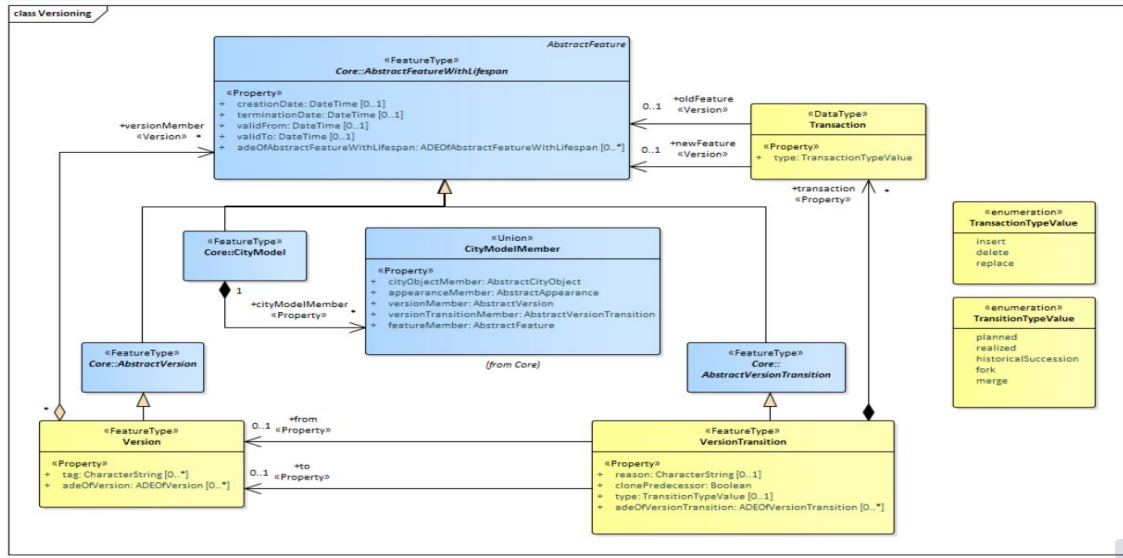 class Versioning
AbstractFeature
«FeatureType»
Core::AbstractFeatureWithLifespan
«Property»
+ creationDate: DateTime [0..1]
+ terminationDate: DateTime [0..1]
+ validFrom: DateTime [0..1]
+ validTo: DateTime [0..1]
+ adeOfAbstractFeatureWithLifespan: ADEOfAbstractFeatureWithLifespan [0..*]
+versionMember
«Version» *
0..1 +oldFeature
«Version»
0..1 +newFeature
«Version»
«DataType»
Transaction
«Property»
+ type: TransactionTypeValue
+transaction *
«Property»
«FeatureType»
Core::CityModel
1
+cityModelMember
«Property» *
«Union»
CityModelMember
«Property»
+ cityObjectMember: AbstractCityObject
+ appearanceMember: AbstractAppearance
+ versionMember: AbstractVersion
+ versionTransitionMember: AbstractVersionTransition
+ featureMember: AbstractFeature
(from Core)
«enumeration»
TransactionTypeValue
insert
delete
replace
«enumeration»
TransitionTypeValue
planned
realized
historicalSuccession
fork
merge
«FeatureType»
Core::AbstractVersion
«FeatureType»
Core::
AbstractVersionTransition
*
«FeatureType»
Version
«Property»
+ tag: CharacterString [0..*]
+ adeOfVersion: ADEOfVersion [0..*]
+from
0..1 «Property»
+to
0..1 «Property»
«FeatureType»
VersionTransition
«Property»
+ reason: CharacterString [0..1]
+ clonePredecessor: Boolean
+ type: TransitionTypeValue [0..1]
+ adeOfVersionTransition: ADEOfVersionTransition [0..*]